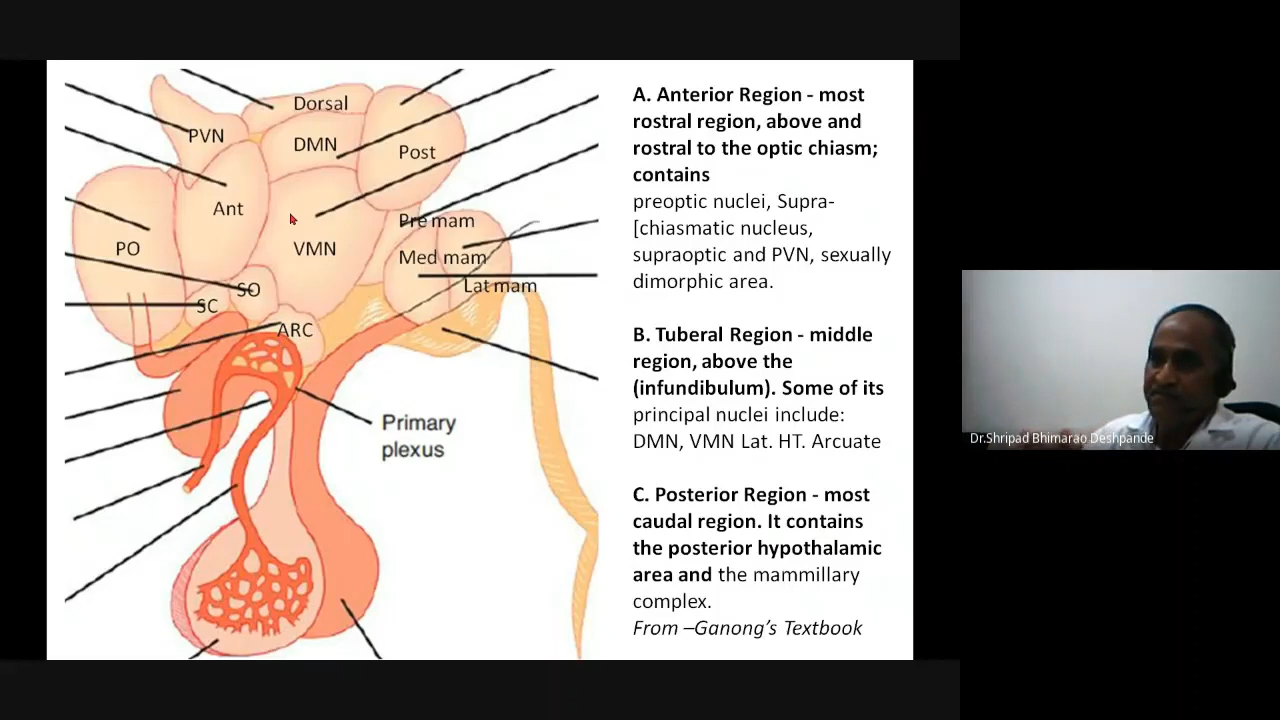 Dorsal
PVN
DMN
Post
Ant
Pre mam
PO
VMN
Med mam
SO
Lat mam
SC
ARC
Primary
plexus
A. Anterior Region - most
rostral region, above and
rostral to the optic chiasm;
contains
preoptic nuclei, Supra-
[chiasmatic nucleus,
supraoptic and PVN, sexually
dimorphic area.
B. Tuberal Region - middle
region, above the
(infundibulum). Some of its
principal nuclei include:
DMN, VMN Lat. HT. Arcuate
C. Posterior Region - most
caudal region. It contains
the posterior hypothalamic
area and the mammillary
complex.
From –Ganong’s Textbook
Dr.Shripad Bhimarao Deshpande